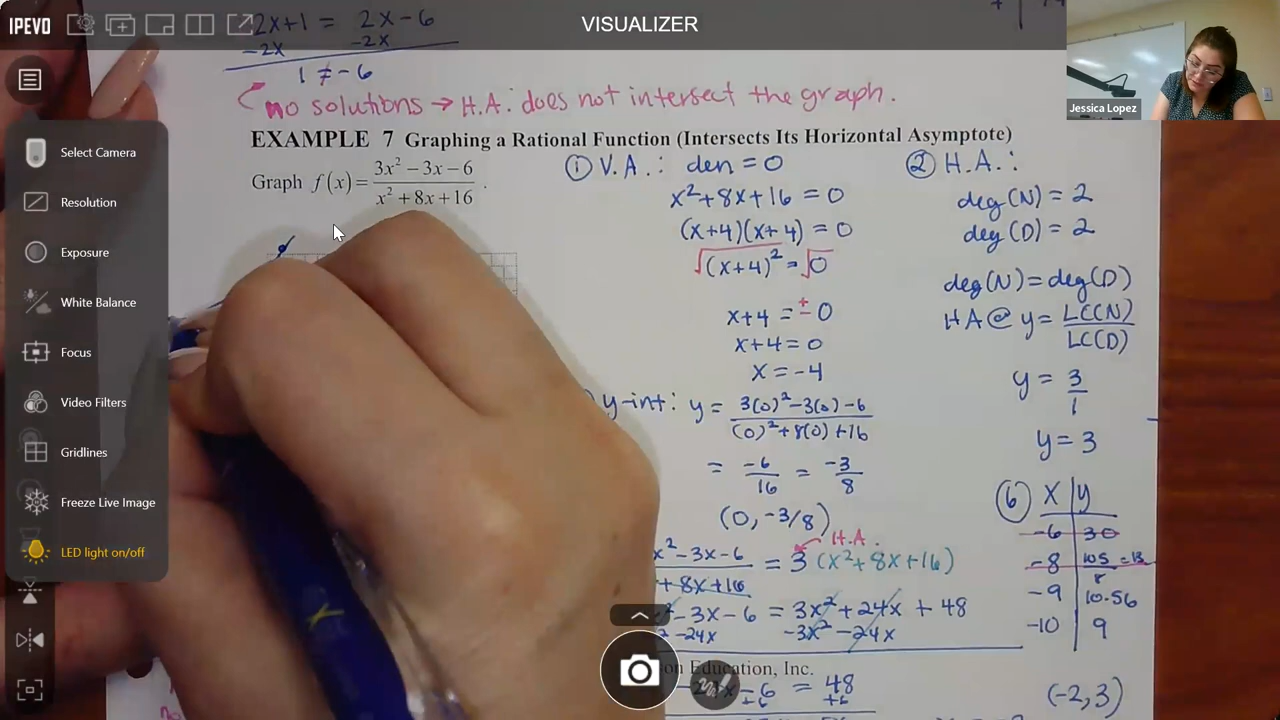 IPEVO
VISUALIZER
2x+1 = 2x-6
-2x -2x
1 ≠ -6
no solutions → H.A. does not intersect the graph.
Jessica Lopez
EXAMPLE 7 Graphing a Rational Function (Intersects Its Horizontal Asymptote)
Graph f(x) = (3x² - 3x - 6)/(x² + 8x + 16).
① V.A.: den = 0
x² + 8x + 16 = 0
(x+4)(x+4) = 0
√(x+4)² = √0
x+4 = ±0
x+4 = 0
x = -4
② H.A.:
deg(N) = 2
deg(D) = 2
deg(N) = deg(D)
HA @ y = LC(N)/LC(D)
y = 3/1
y = 3
y-int: y = (3(0)² - 3(0) - 6)/((0)² + 8(0) + 16)
= -6/16 = -3/8
(0, -3/8)
H.A.
x² - 3x - 6 = 3 (x² + 8x + 16)
+ 8x + 16
- 3x - 6 = 3x² + 24x + 48
- 24x -3x² - 24x
on Education, Inc.
-6 = 48
+6 +6
⑥ x | y
-6 | 30
-8
-9 | 10.56
-10 | 9
(-2, 3)
Select Camera
Resolution
Exposure
White Balance
Focus
Video Filters
Gridlines
Freeze Live Image
LED light on/off